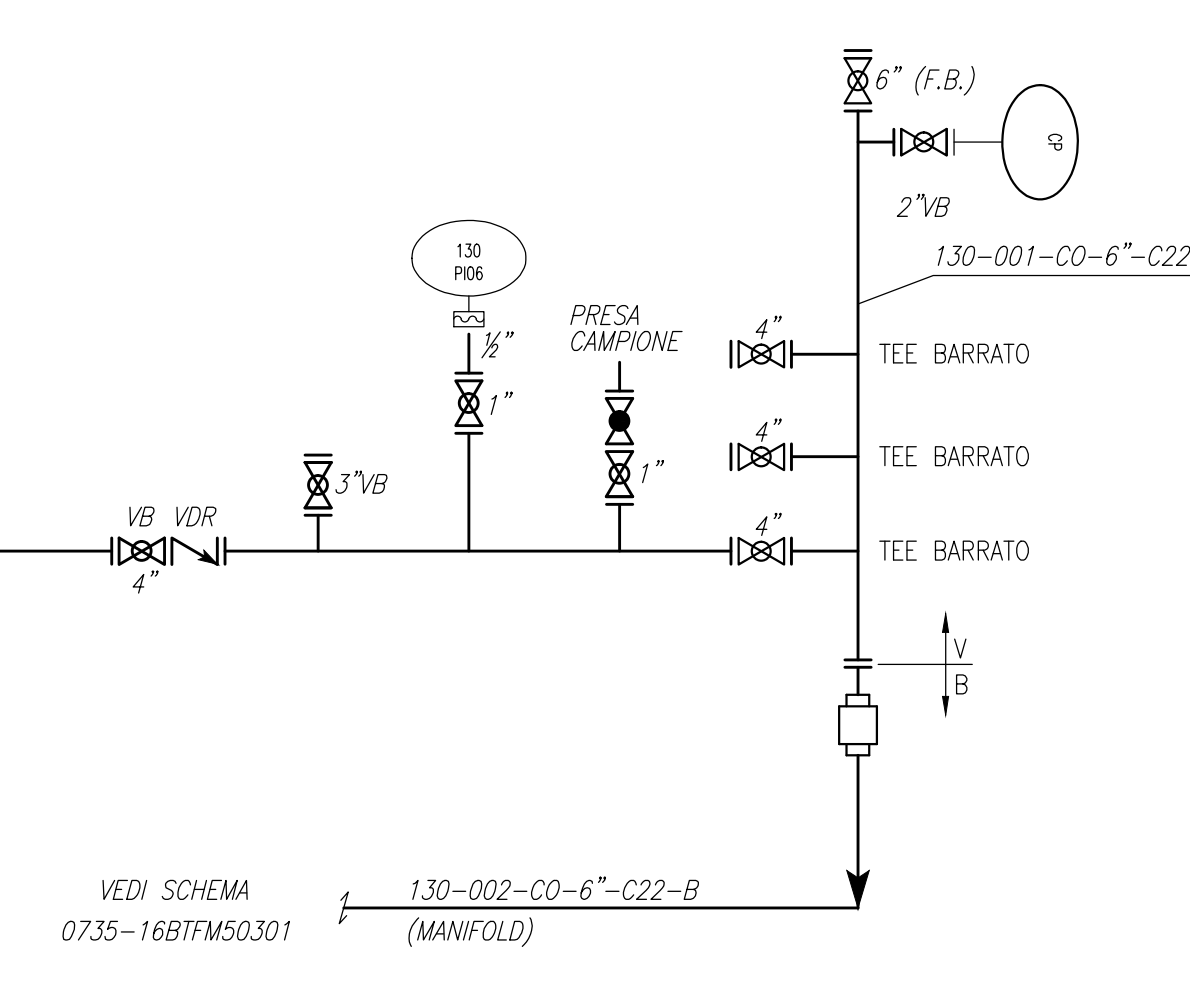 6" (F.B.)
CP
2"VB
130-001-CO-6"-C22
130
PI06
½"
PRESA
CAMPIONE
4"
TEE BARRATO
1"
4"
TEE BARRATO
1"
3"VB
VB VDR
4"
4"
TEE BARRATO
V
B
VEDI SCHEMA
0735-16BTFM50301
130-002-CO-6"-C22-B
(MANIFOLD)